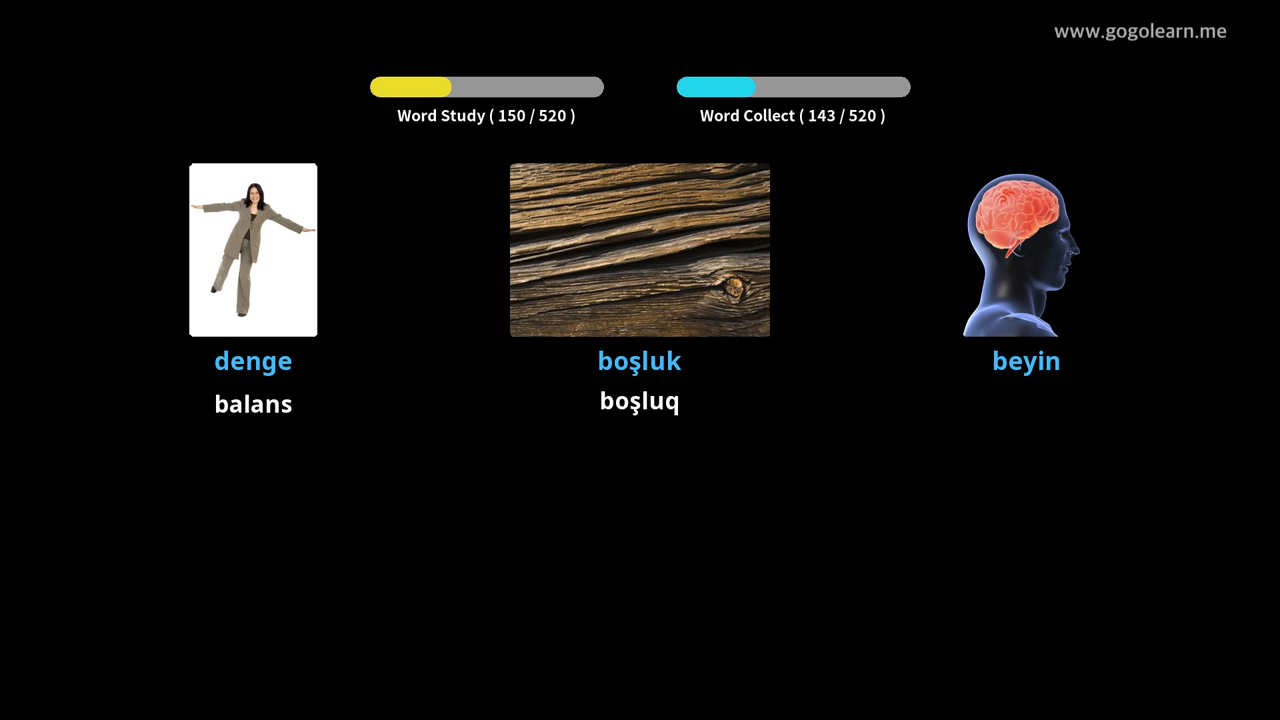 www.gogolearn.me
Word Study ( 150 / 520 )
Word Collect ( 143 / 520 )
denge
boşluk
beyin
balans
boşluq